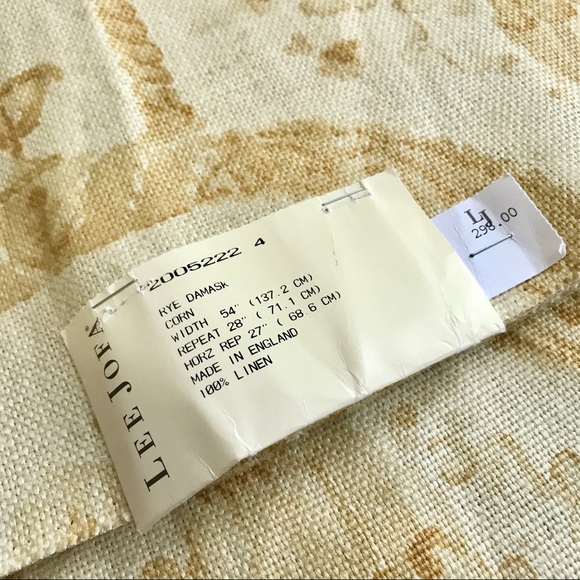 2005222 4
RYE DAMASK
CORN
WIDTH 54" (137.2 CM)
REPEAT 28" ( 71.1 CM)
HORZ REP 27" ( 68.6 CM)
MADE IN ENGLAND
100% LINEN
LEE JOFA
LJ
298.00